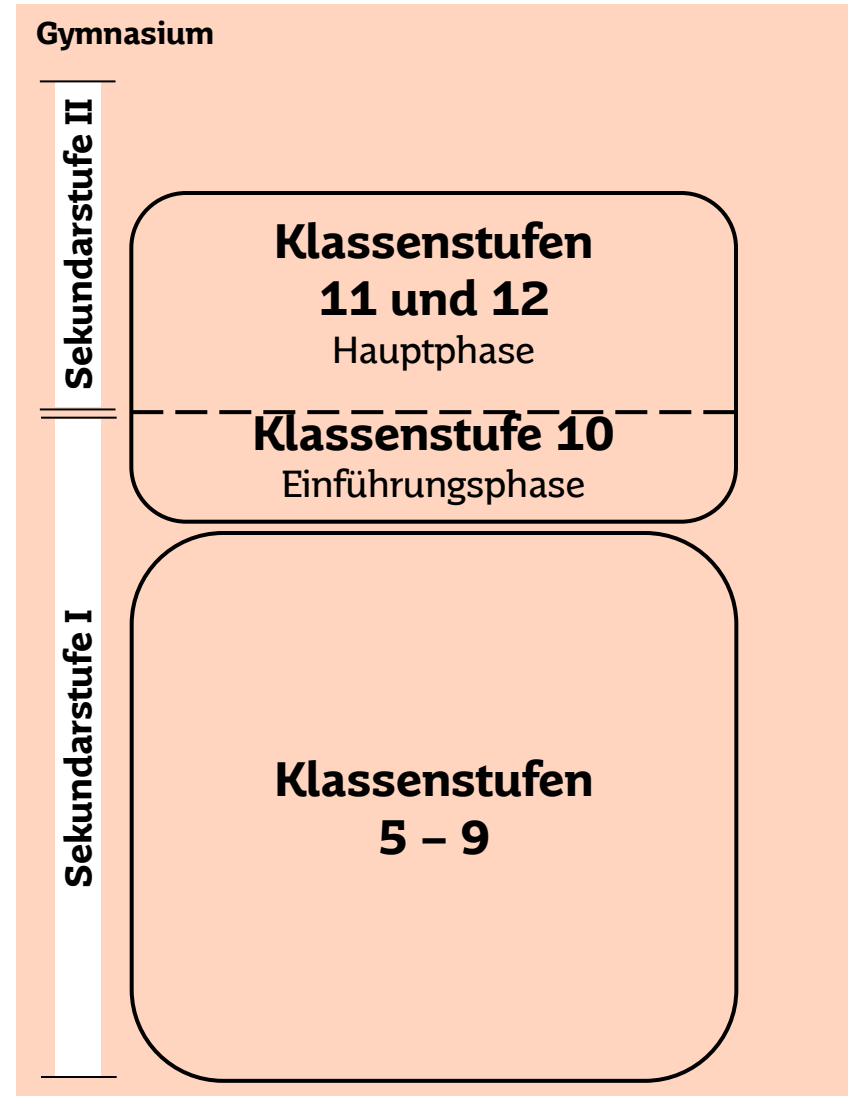 Gymnasium
Sekundarstufe II
Klassenstufen
11 und 12
Hauptphase
Klassenstufe 10
Einführungsphase
Sekundarstufe I
Klassenstufen
5 – 9